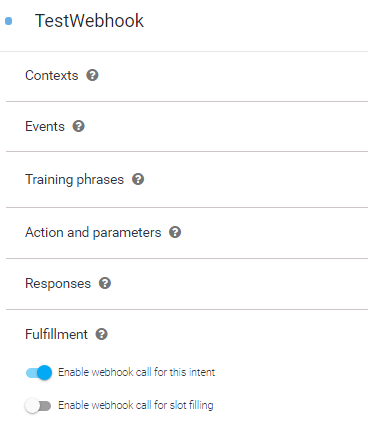 TestWebhook
Contexts ?
Events ?
Training phrases ?
Action and parameters ?
Responses ?
Fulfillment ?
Enable webhook call for this intent
Enable webhook call for slot filling